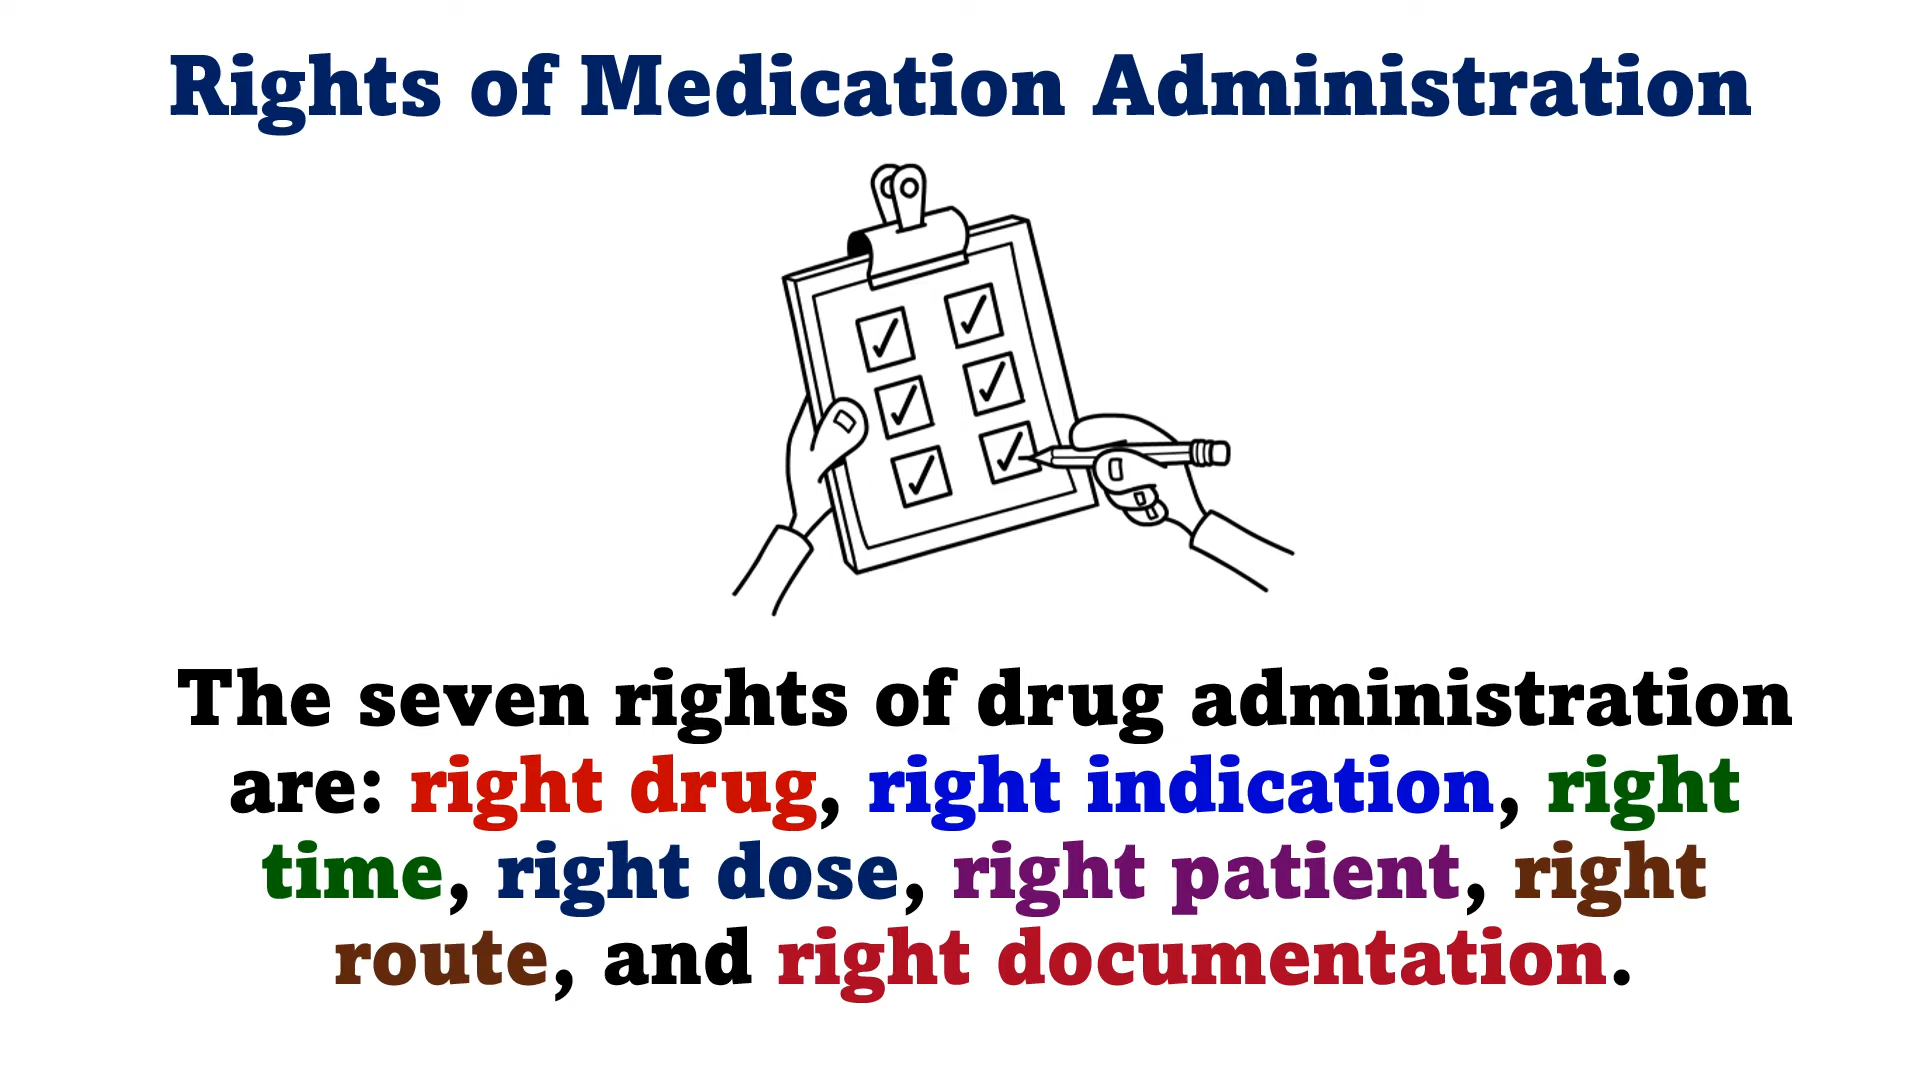 Rights of Medication Administration
The seven rights of drug administration
are: right drug, right indication, right
time, right dose, right patient, right
route, and right documentation.